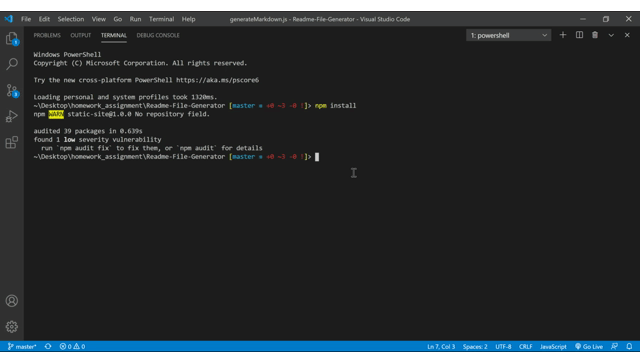 File Edit Selection View Go Run Terminal Help generateMarkdown.js - Readme-File-Generator - Visual Studio Code
PROBLEMS OUTPUT TERMINAL DEBUG CONSOLE 1: powershell
Windows PowerShell
Copyright (C) Microsoft Corporation. All rights reserved.
Try the new cross-platform PowerShell https://aka.ms/pscore6
Loading personal and system profiles took 1320ms.
~\Desktop\homework_assignment\Readme-File-Generator [master ≡ +0 ~3 -0 !]> npm install
npm WARN static-site@1.0.0 No repository field.
audited 39 packages in 0.639s
found 1 low severity vulnerability
run `npm audit fix` to fix them, or `npm audit` for details
~\Desktop\homework_assignment\Readme-File-Generator [master ≡ +0 ~3 -0 !]>
master* 0 0 Ln 7, Col 3 Spaces: 2 UTF-8 CRLF JavaScript Go Live